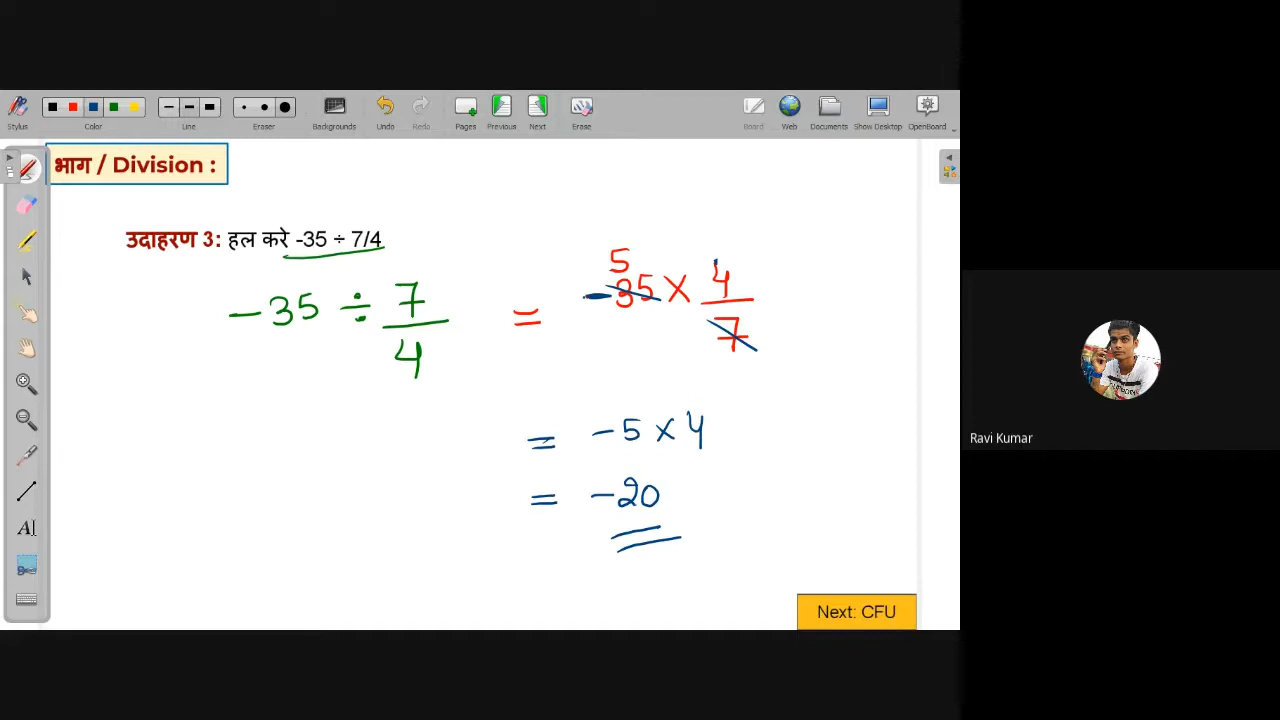 Stylus Color Line Eraser Backgrounds Undo Redo Pages Previous Next Erase Board Web Documents Show Desktop OpenBoard
भाग / Division :
उदाहरण 3: हल करे -35 ÷ 7/4
-35 ÷ 7/4 = -35 × 4/7
5
= -5 × 4
= -20
Next: CFU
Ravi Kumar